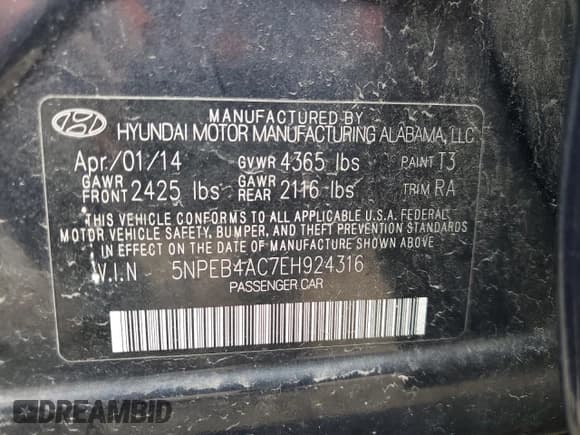 MANUFACTURED BY
HYUNDAI MOTOR MANUFACTURING ALABAMA, LLC
Apr/01/14 GVWR 4365 lbs PAINT T3
GAWR FRONT 2425 lbs GAWR REAR 2116 lbs TRIM RA
THIS VEHICLE CONFORMS TO ALL APPLICABLE U.S.A. FEDERAL
MOTOR VEHICLE SAFETY, BUMPER, AND THEFT PREVENTION STANDARDS
IN EFFECT ON THE DATE OF MANUFACTURE SHOWN ABOVE.
V.I.N 5NPEB4AC7EH924316
PASSENGER CAR
DREAMBID